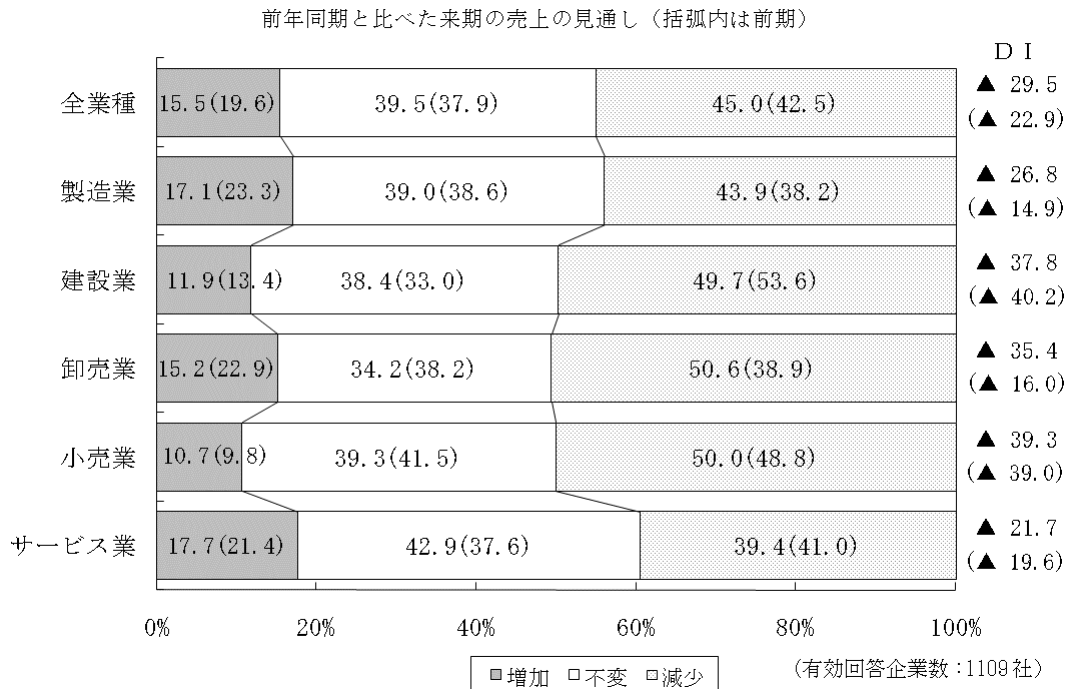 前年同期と比べた来期の売上の見通し（括弧内は前期）
ＤＩ
全業種 15.5(19.6) 39.5(37.9) 45.0(42.5) ▲ 29.5
(▲ 22.9)
製造業 17.1(23.3) 39.0(38.6) 43.9(38.2) ▲ 26.8
(▲ 14.9)
建設業 11.9(13.4) 38.4(33.0) 49.7(53.6) ▲ 37.8
(▲ 40.2)
卸売業 15.2(22.9) 34.2(38.2) 50.6(38.9) ▲ 35.4
(▲ 16.0)
小売業 10.7(9.8) 39.3(41.5) 50.0(48.8) ▲ 39.3
(▲ 39.0)
サービス業 17.7(21.4) 42.9(37.6) 39.4(41.0) ▲ 21.7
(▲ 19.6)
0% 20% 40% 60% 80% 100%
増加 不変 減少
(有効回答企業数：1109社)